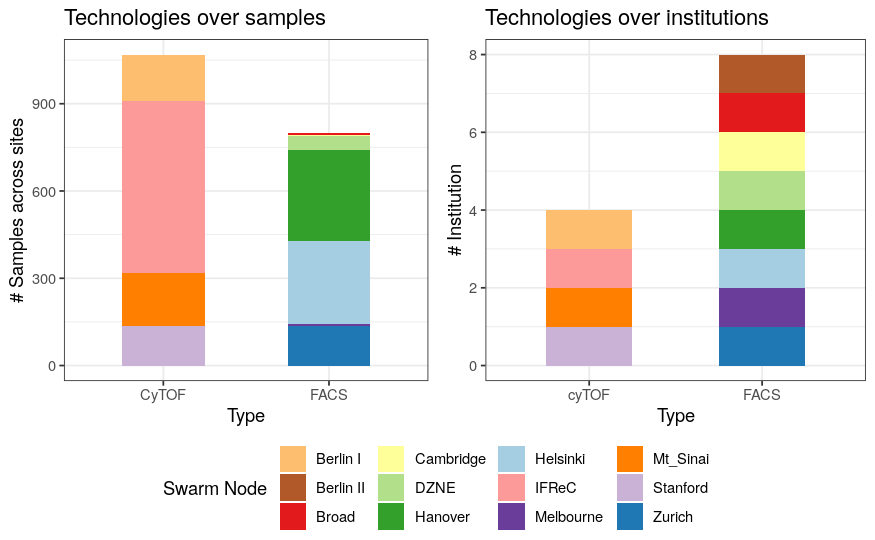 Technologies over samples
# Samples across sites
900
600
300
0
CyTOF
FACS
Type
Technologies over institutions
# Institution
8
6
4
2
0
cyTOF
FACS
Type
Swarm Node
Berlin I
Berlin II
Broad
Cambridge
DZNE
Hanover
Helsinki
IFReC
Melbourne
Mt_Sinai
Stanford
Zurich